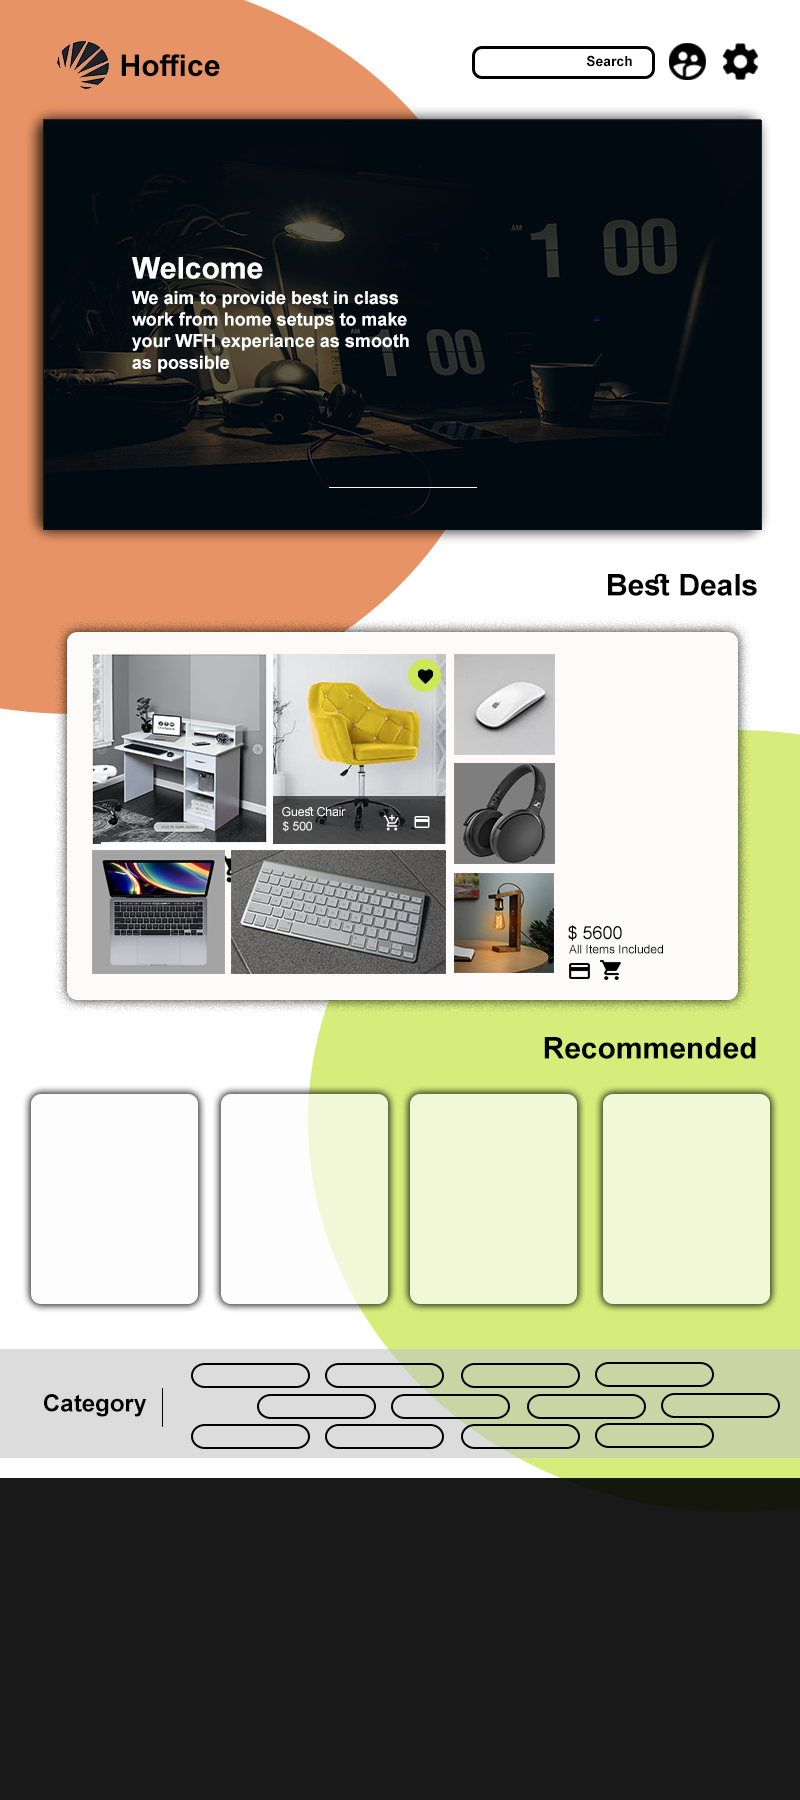 Hoffice
Search
AM
1 00
Welcome
We aim to provide best in class
work from home setups to make
your WFH experiance as smooth
as possible
AM
1 00
Best Deals
Guest Chair
$ 500
$ 5600
All Items Included
Recommended
Category